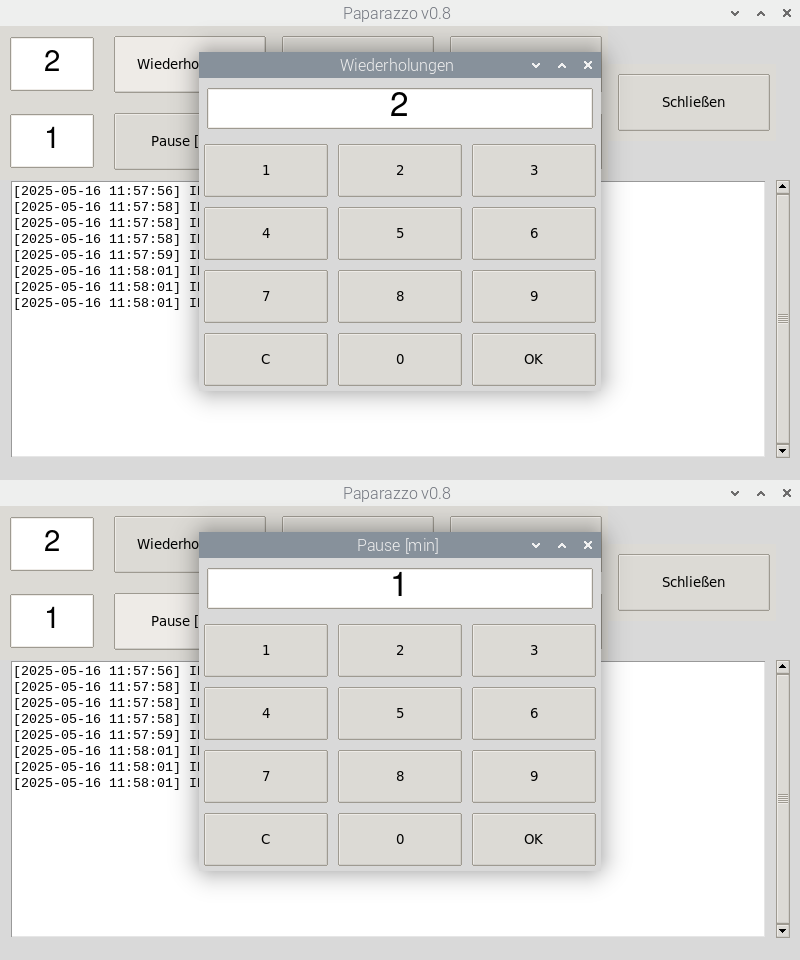 Paparazzo v0.8
2
Wiederho
Wiederholungen
2
Schließen
1
Pause [
1 2 3
4 5 6
7 8 9
C 0 OK
[2025-05-16 11:57:56]
[2025-05-16 11:57:58]
[2025-05-16 11:57:58]
[2025-05-16 11:57:58]
[2025-05-16 11:57:59]
[2025-05-16 11:58:01]
[2025-05-16 11:58:01]
[2025-05-16 11:58:01]
Paparazzo v0.8
2
Wiederho
Pause [min]
1
Schließen
1
Pause [
1 2 3
4 5 6
7 8 9
C 0 OK
[2025-05-16 11:57:56]
[2025-05-16 11:57:58]
[2025-05-16 11:57:58]
[2025-05-16 11:57:58]
[2025-05-16 11:57:59]
[2025-05-16 11:58:01]
[2025-05-16 11:58:01]
[2025-05-16 11:58:01]